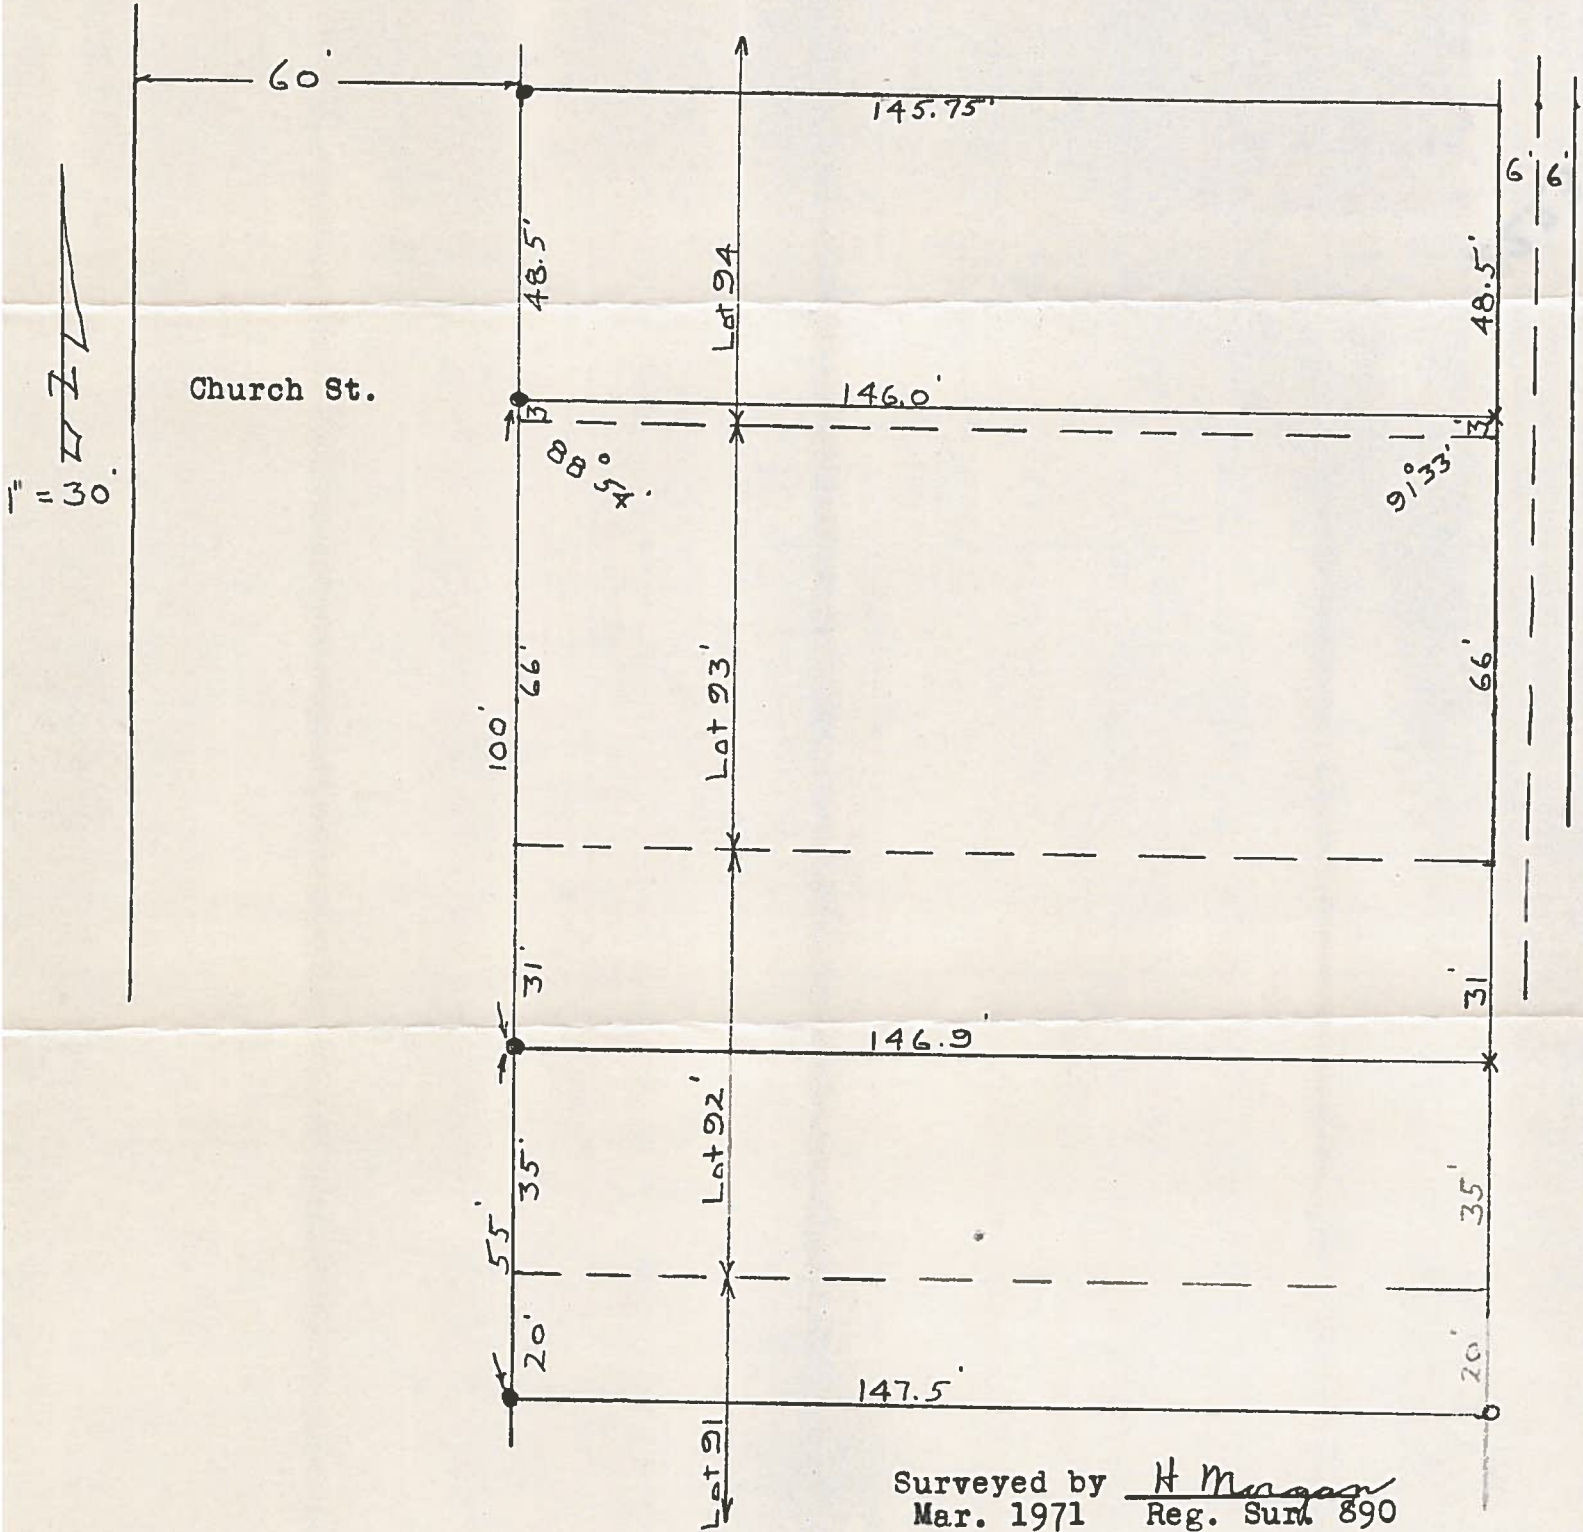 60'
145.75'
6' 6'
48.5'
Lot 94
48.5'
N
1" = 30'
Church St.
146.0'
3'
3'
88° 54'
91° 33'
66'
100'
Lot 93'
66'
31'
31'
146.9'
35'
55'
Lot 92'
35'
20'
20'
147.5'
Lot 91
Surveyed by H Morgan
Mar. 1971 Reg. Sur. 890